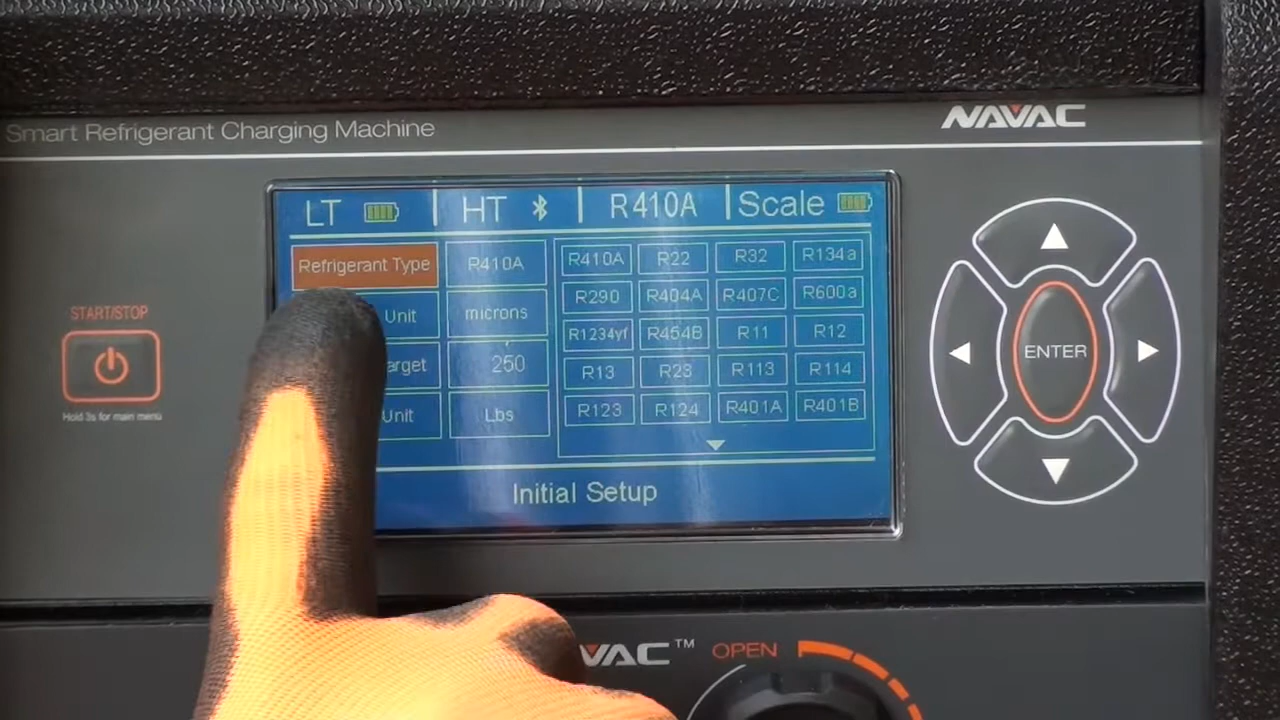 Smart Refrigerant Charging Machine
NAVAC
LT HT R410A Scale
Refrigerant Type R410A R410A R22 R32 R134a
Unit microns R290 R404A R407C R600a
250 R1234yf R454B R11 R12
R13 R23 R113 R114
Unit Lbs R123 R124 R401A R401B
Initial Setup
START/STOP
Hold 3s for main menu
ENTER
OPEN